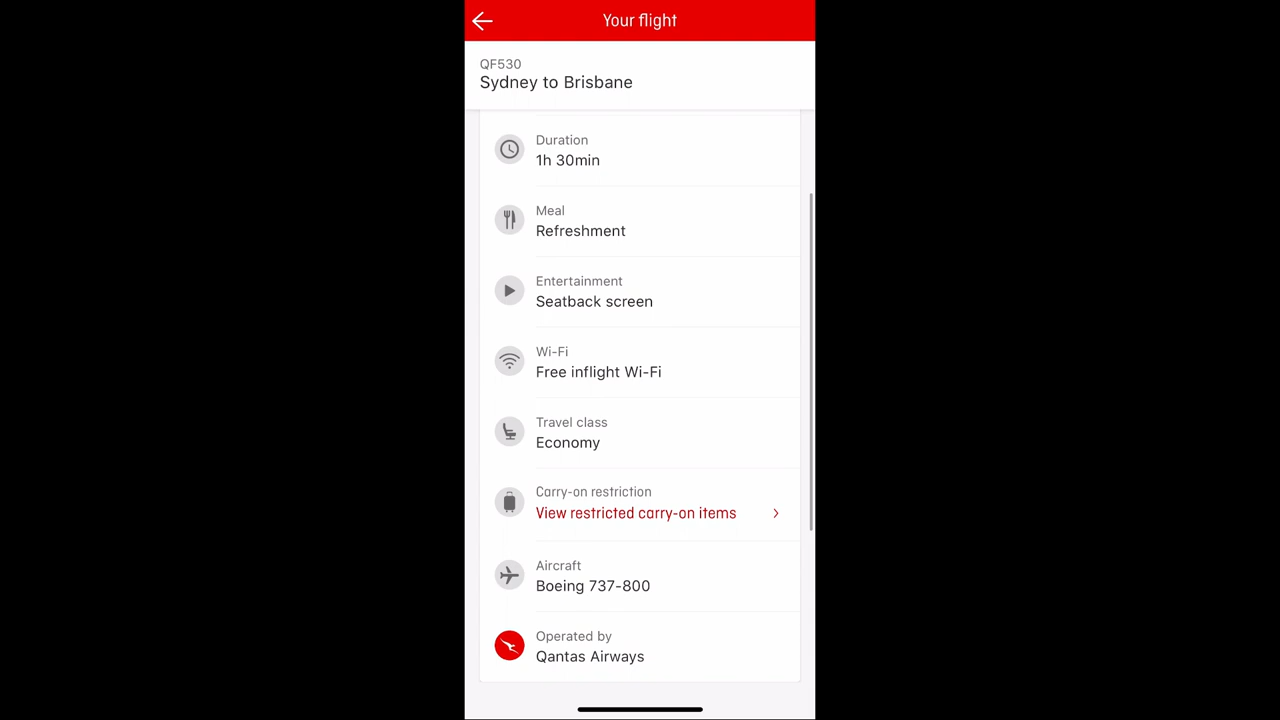 Your flight
QF530
Sydney to Brisbane
Duration
1h 30min
Meal
Refreshment
Entertainment
Seatback screen
Wi-Fi
Free inflight Wi-Fi
Travel class
Economy
Carry-on restriction
View restricted carry-on items
Aircraft
Boeing 737-800
Operated by
Qantas Airways